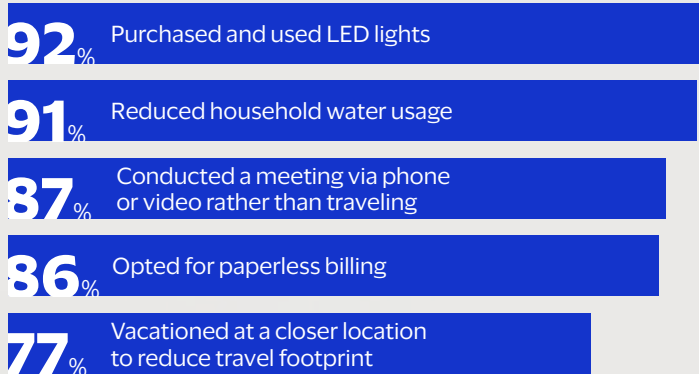 92% Purchased and used LED lights
91% Reduced household water usage
87% Conducted a meeting via phone
or video rather than traveling
86% Opted for paperless billing
77% Vacationed at a closer location
to reduce travel footprint